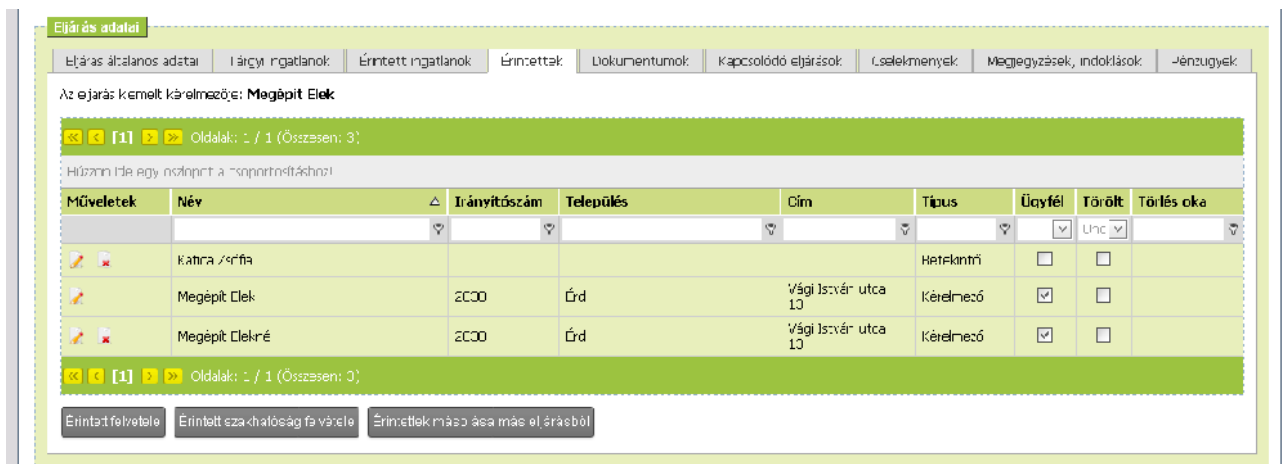 Eljárás adatai
Eljárás általános adatai Tárgyi ingatlanok Érintett ingatlanok Érintettek Dokumentumok Kapcsolódó eljárások Cselekmények Megjegyzések, indoklások Pénzügyek
Az eljárás kiemelt kérelmezője: Megépít Elek
[1] Oldalak: 1 / 1 (Összesen: 3)
Húzzon ide egy oszlopot a csoportosításhoz!
Műveletek Név Irányítószám Település Cím Típus Ügyfél Törölt Törlés oka
Katica Zsófia Betekintő
Megépít Elek Érd Vági István utca
Kérelmező
Megépít Elekné Érd Vági István utca
Kérelmező
[1] Oldalak: 1 / 1 (Összesen: 3)
Érintett felvétele Érintett szakhatóság felvétele Érintettek másolása más eljárásból